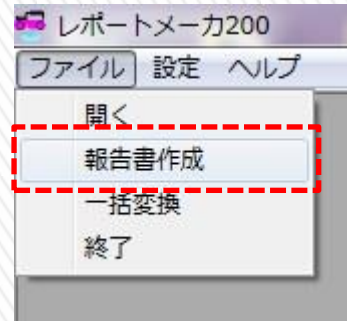 レポートメーカ200
ファイル 設定 ヘルプ
開く
報告書作成
一括変換
終了